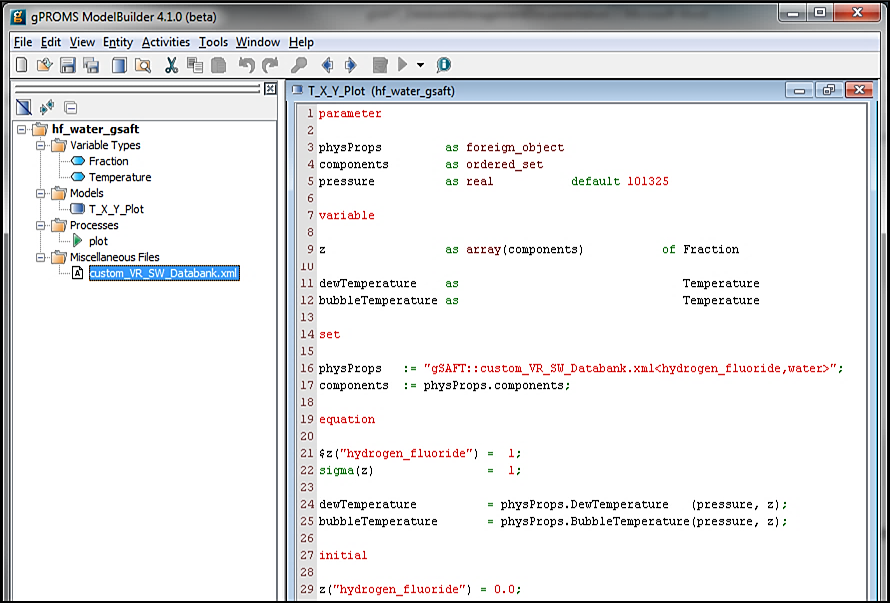 gPROMS ModelBuilder 4.1.0 (beta)
File Edit View Entity Activities Tools Window Help
hf_water_gsaft
Variable Types
Fraction
Temperature
Models
T_X_Y_Plot
Processes
plot
Miscellaneous Files
A custom_VR_SW_Databank.xml
T_X_Y_Plot (hf_water_gsaft)
1 parameter
2
3 physProps as foreign_object
4 components as ordered_set
5 pressure as real default 101325
6
7 variable
8
9 z as array(components) of Fraction
10
11 dewTemperature as Temperature
12 bubbleTemperature as Temperature
13
14 set
15
16 physProps := "gSAFT::custom_VR_SW_Databank.xml<hydrogen_fluoride,water>";
17 components := physProps.components;
18
19 equation
20
21 $z("hydrogen_fluoride") = 1;
22 sigma(z) = 1;
23
24 dewTemperature = physProps.DewTemperature (pressure, z);
25 bubbleTemperature = physProps.BubbleTemperature(pressure, z);
26
27 initial
28
29 z("hydrogen_fluoride") = 0.0;